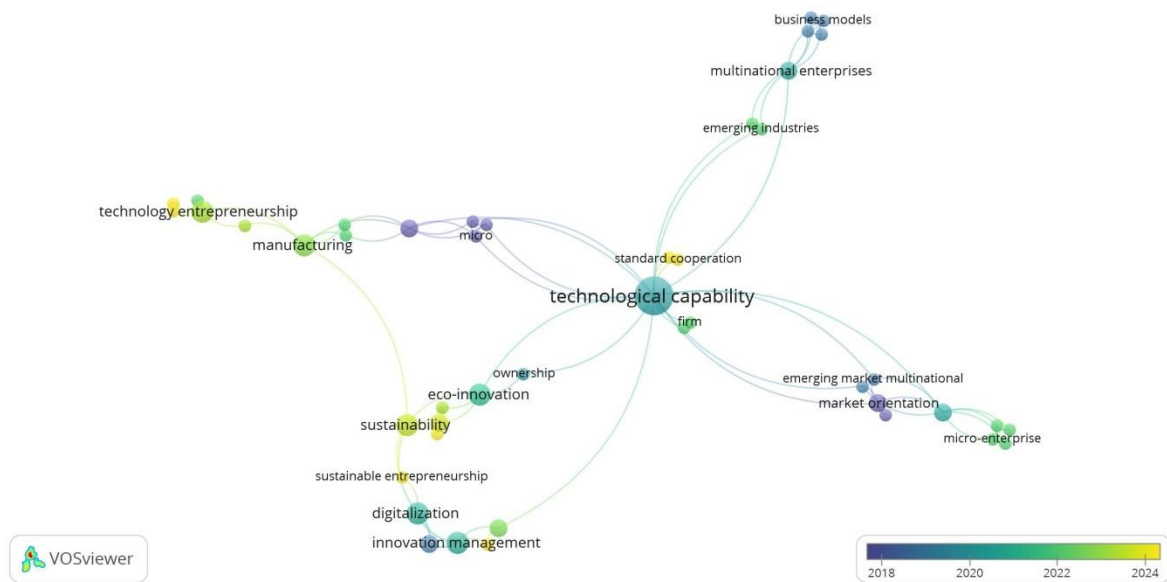 business models
multinational enterprises
emerging industries
technology entrepreneurship
micro
manufacturing
standard cooperation
technological capability
firm
ownership
emerging market multinational
eco-innovation
market orientation
sustainability
micro-enterprise
sustainable entrepreneurship
digitalization
innovation management
VOSviewer
2018 2020 2022 2024